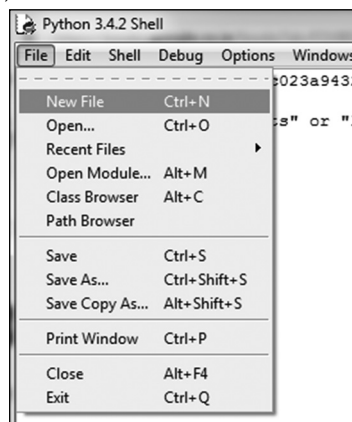 Python 3.4.2 Shell
File Edit Shell Debug Options Windows
New File Ctrl+N
Open... Ctrl+O
s" or "
Recent Files
Open Module... Alt+M
Class Browser Alt+C
Path Browser
Save Ctrl+S
Save As... Ctrl+Shift+S
Save Copy As... Alt+Shift+S
Print Window Ctrl+P
Close Alt+F4
Exit Ctrl+Q